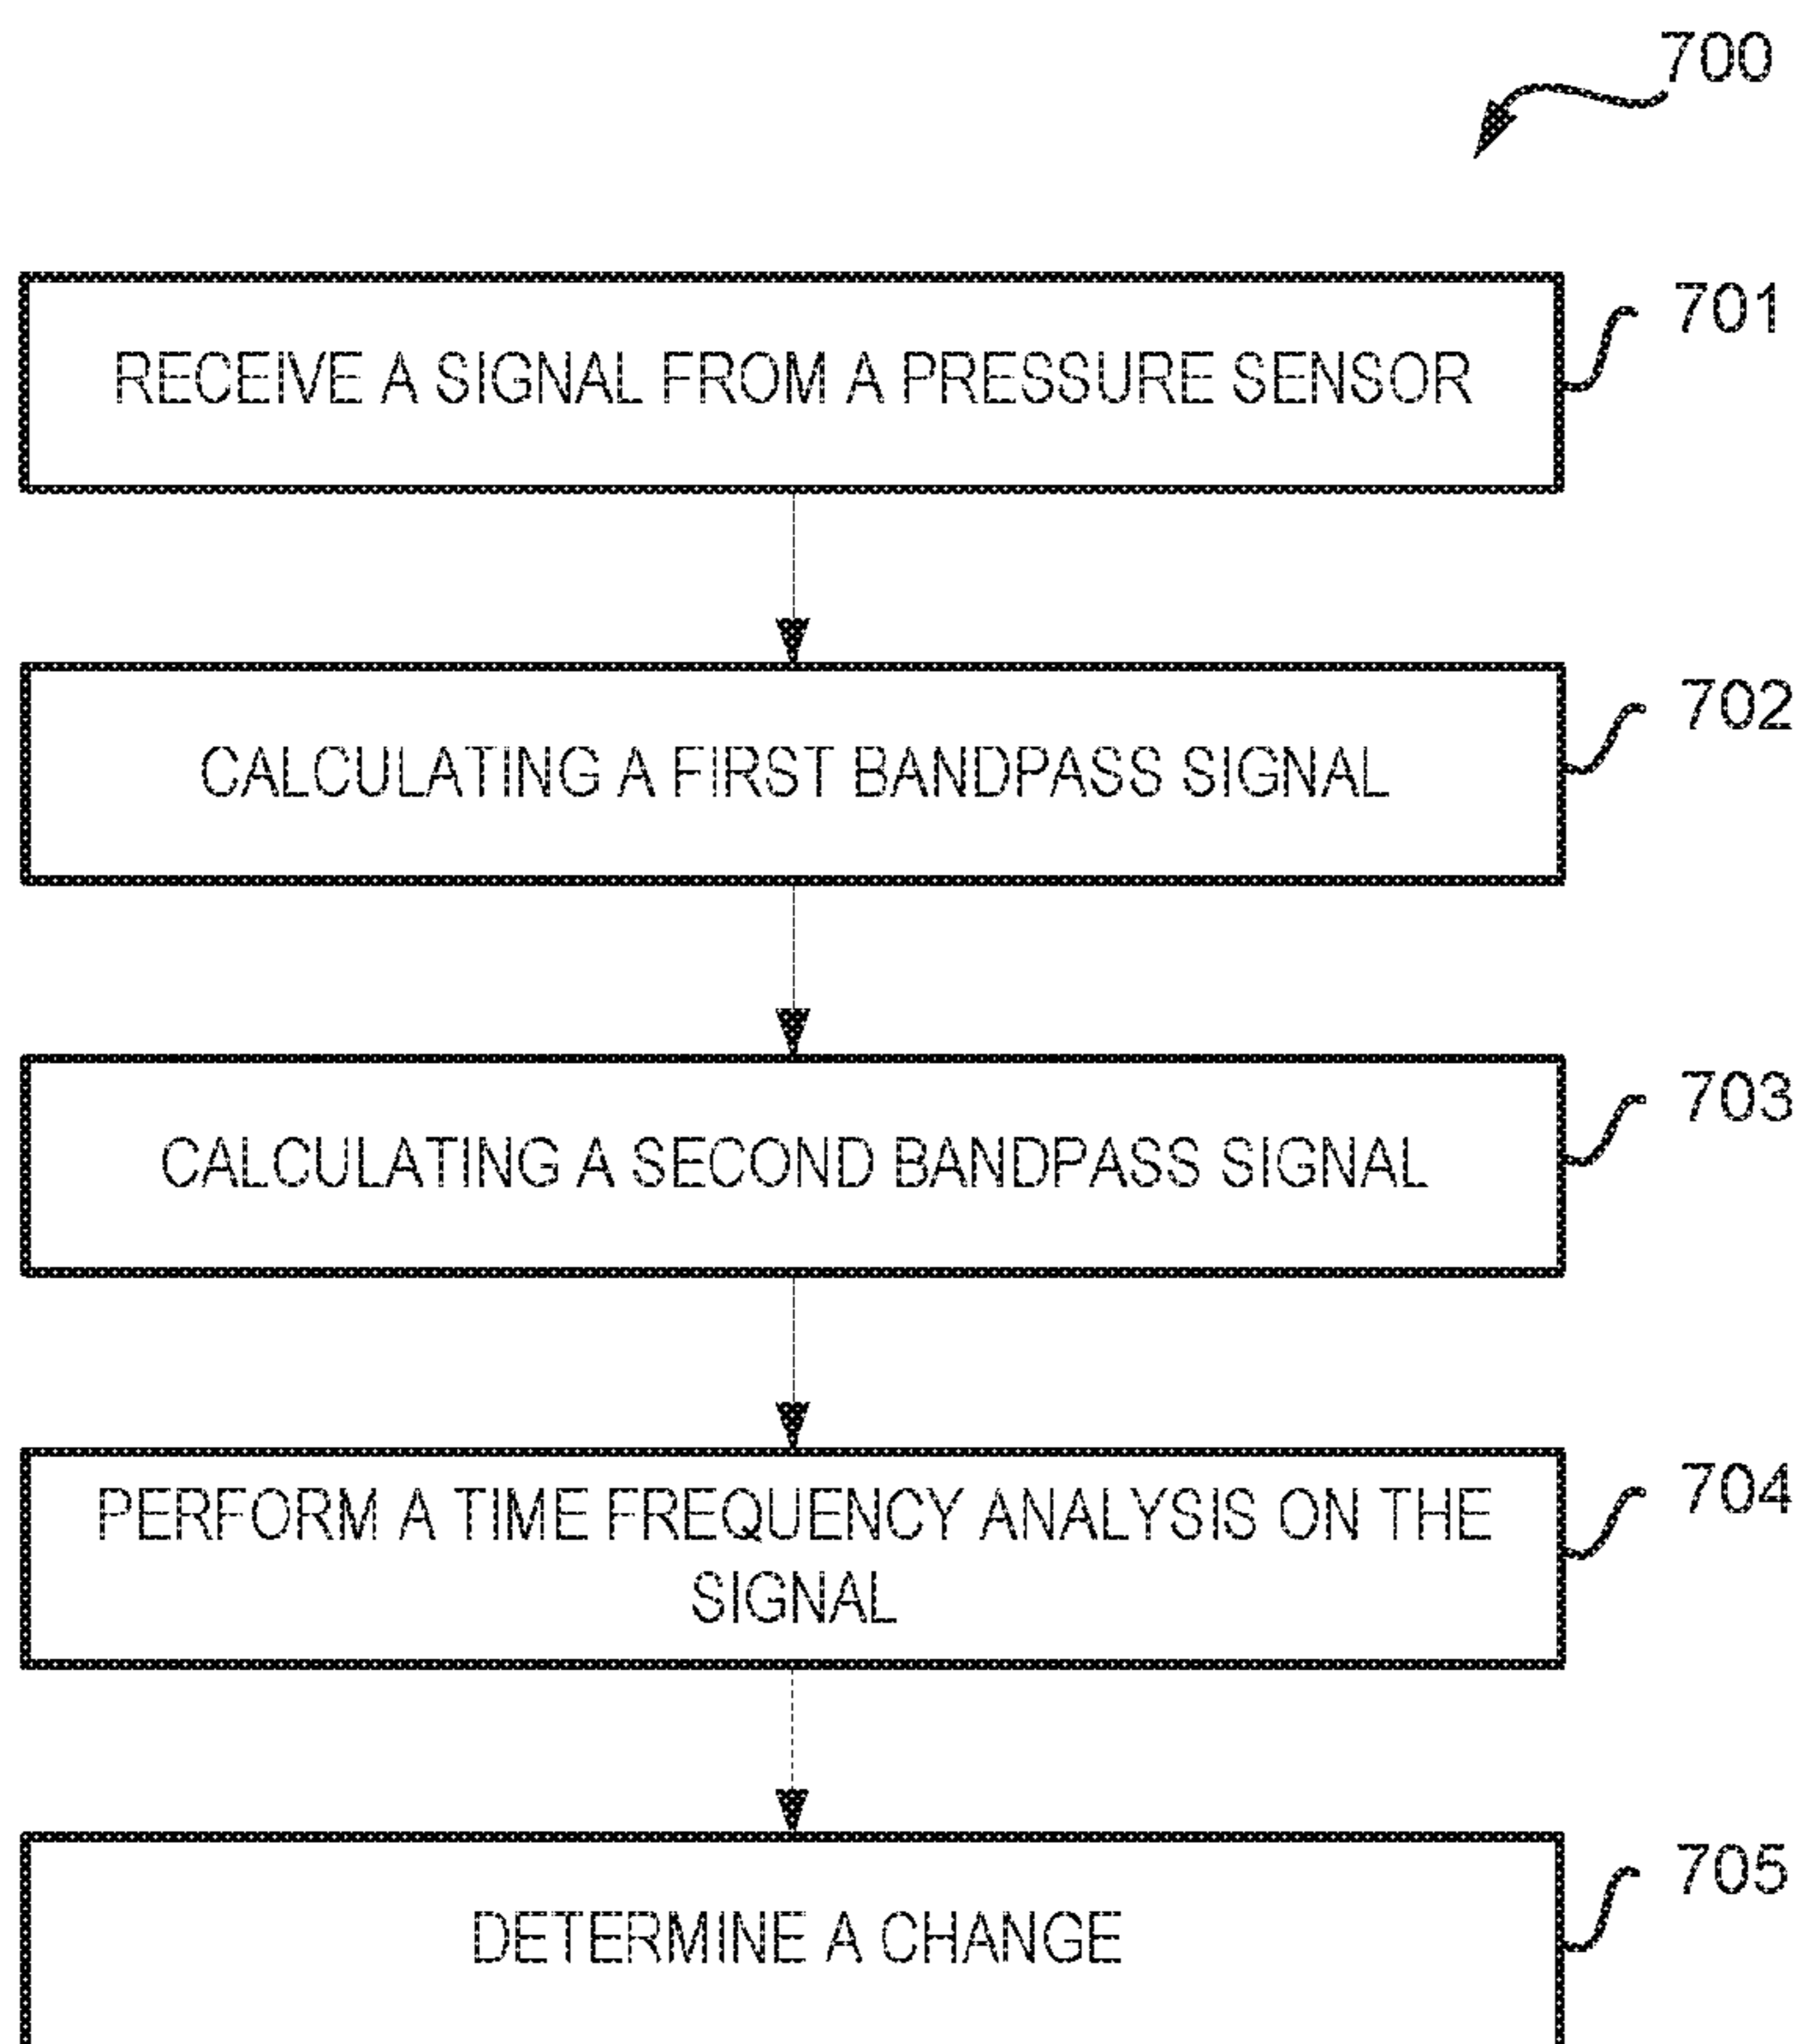 700
RECEIVE A SIGNAL FROM A PRESSURE SENSOR
701
CALCULATING A FIRST BANDPASS SIGNAL
702
CALCULATING A SECOND BANDPASS SIGNAL
703
PERFORM A TIME FREQUENCY ANALYSIS ON THE
SIGNAL
704
DETERMINE A CHANGE
705